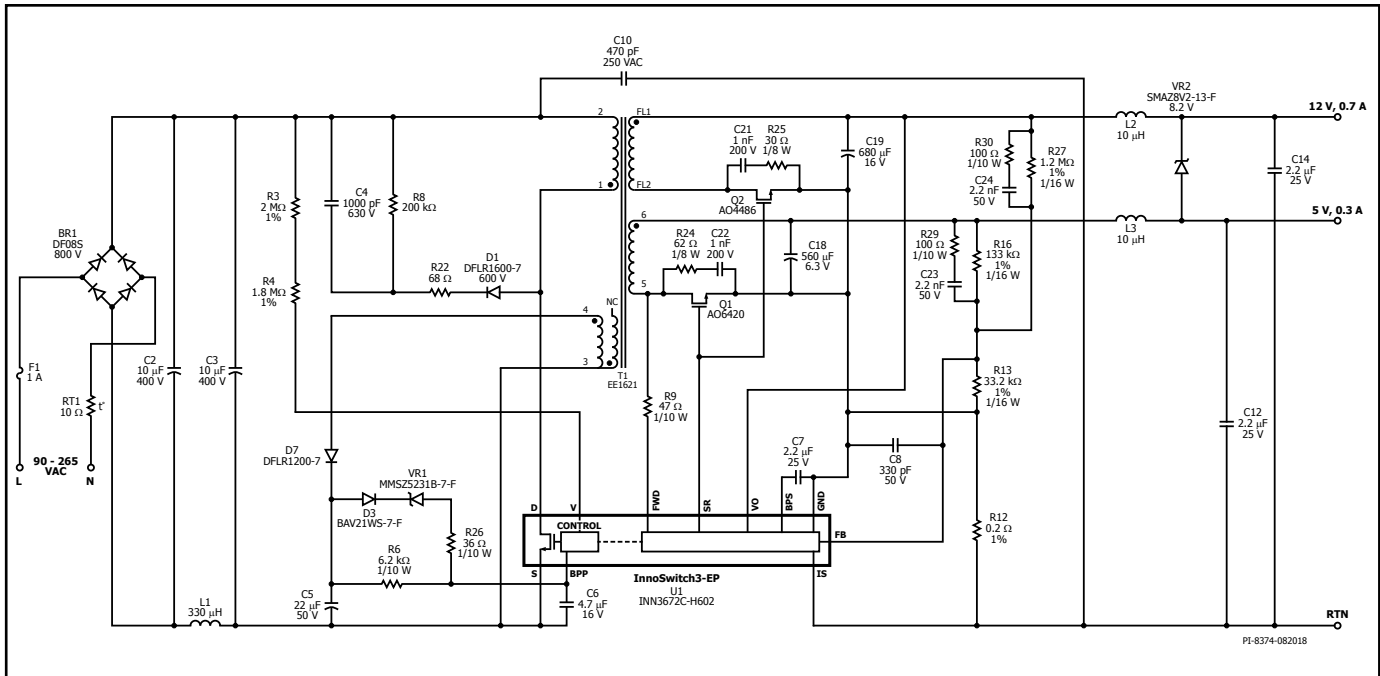 C10
470 pF
250 VAC
VR2
SMAZ8V2-13-F
8.2 V
12 V, 0.7 A
2
FL1
L2
10 µH
C21
1 nF
200 V
R25
30 Ω
1/8 W
C19
680 µF
16 V
R30
100 Ω
1/10 W
R27
1.2 MΩ
1%
1/16 W
C14
2.2 µF
25 V
R3
2 MΩ
1%
C4
1000 pF
630 V
R8
200 kΩ
1
FL2
C24
2.2 nF
50 V
Q2
AO4486
6
5 V, 0.3 A
L3
10 µH
BR1
DF08S
800 V
R24
62 Ω
1/8 W
C22
1 nF
200 V
C18
560 µF
6.3 V
R29
100 Ω
1/10 W
R16
133 kΩ
1%
1/16 W
R4
1.8 MΩ
1%
R22
68 Ω
D1
DFLR1600-7
600 V
C23
2.2 nF
50 V
5
NC
Q1
AO6420
4
3
T1
EE1621
F1
1 A
C2
10 µF
400 V
C3
10 µF
400 V
RT1
10 Ω
t°
R9
47 Ω
1/10 W
R13
33.2 kΩ
1%
1/16 W
C12
2.2 µF
25 V
90 - 265
VAC
L
N
D7
DFLR1200-7
C7
2.2 µF
25 V
C8
330 pF
50 V
VR1
MMSZ5231B-7-F
D3
BAV21WS-7-F
D
V
FWD
SR
VO
BPS
GND
CONTROL
FB
R26
36 Ω
1/10 W
R12
0.2 Ω
1%
R6
6.2 kΩ
1/10 W
S
BPP
IS
InnoSwitch3-EP
U1
INN3672C-H602
C5
22 µF
50 V
C6
4.7 µF
16 V
L1
330 µH
RTN
PI-8374-082018